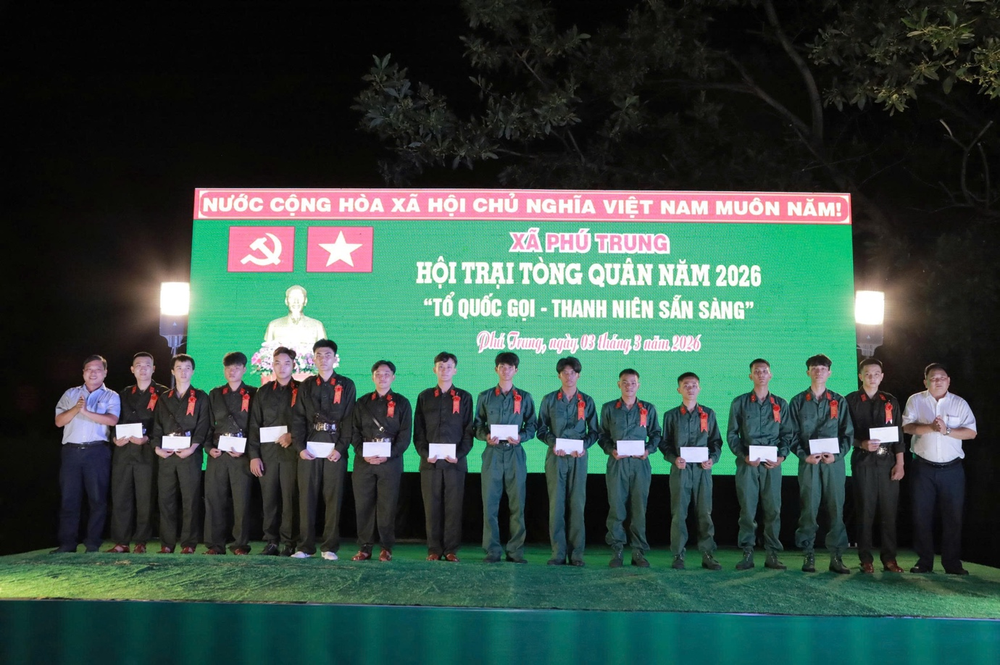 NƯỚC CỘNG HÒA XÃ HỘI CHỦ NGHĨA VIỆT NAM MUÔN NĂM!
XÃ PHÚ TRUNG
HỘI TRẠI TÒNG QUÂN NĂM 2026
“TỔ QUỐC GỌI - THANH NIÊN SẴN SÀNG”
Phú Trung, ngày 03 tháng 3 năm 2026